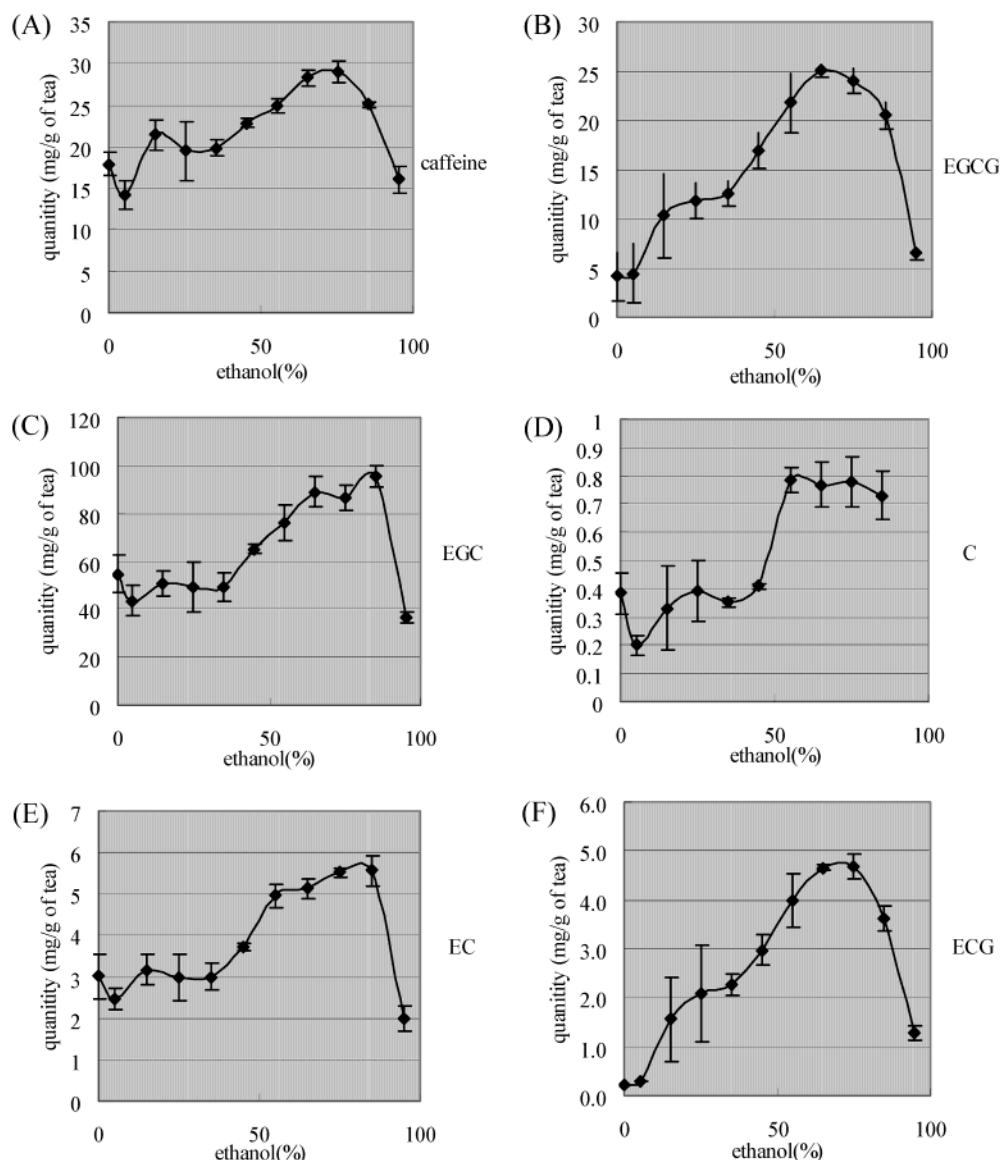 (A)
quanitity (mg/g of tea)
35
30
25
20
15
10
5
0
0 50 100
ethanol(%)
caffeine
(B)
quanitity (mg/g of tea)
30
25
20
15
10
5
0
0 50 100
ethanol(%)
EGCG
(C)
quanitity (mg/g of tea)
120
100
80
60
40
20
0
0 50 100
ethanol(%)
EGC
(D)
quanitity (mg/g of tea)
1
0.9
0.8
0.7
0.6
0.5
0.4
0.3
0.2
0.1
0
0 50 100
ethanol(%)
C
(E)
quanitity (mg/g of tea)
7
6
5
4
3
2
1
0
0 50 100
ethanol(%)
EC
(F)
quanitity (mg/g of tea)
6.0
5.0
4.0
3.0
2.0
1.0
0.0
0 50 100
ethanol(%)
ECG